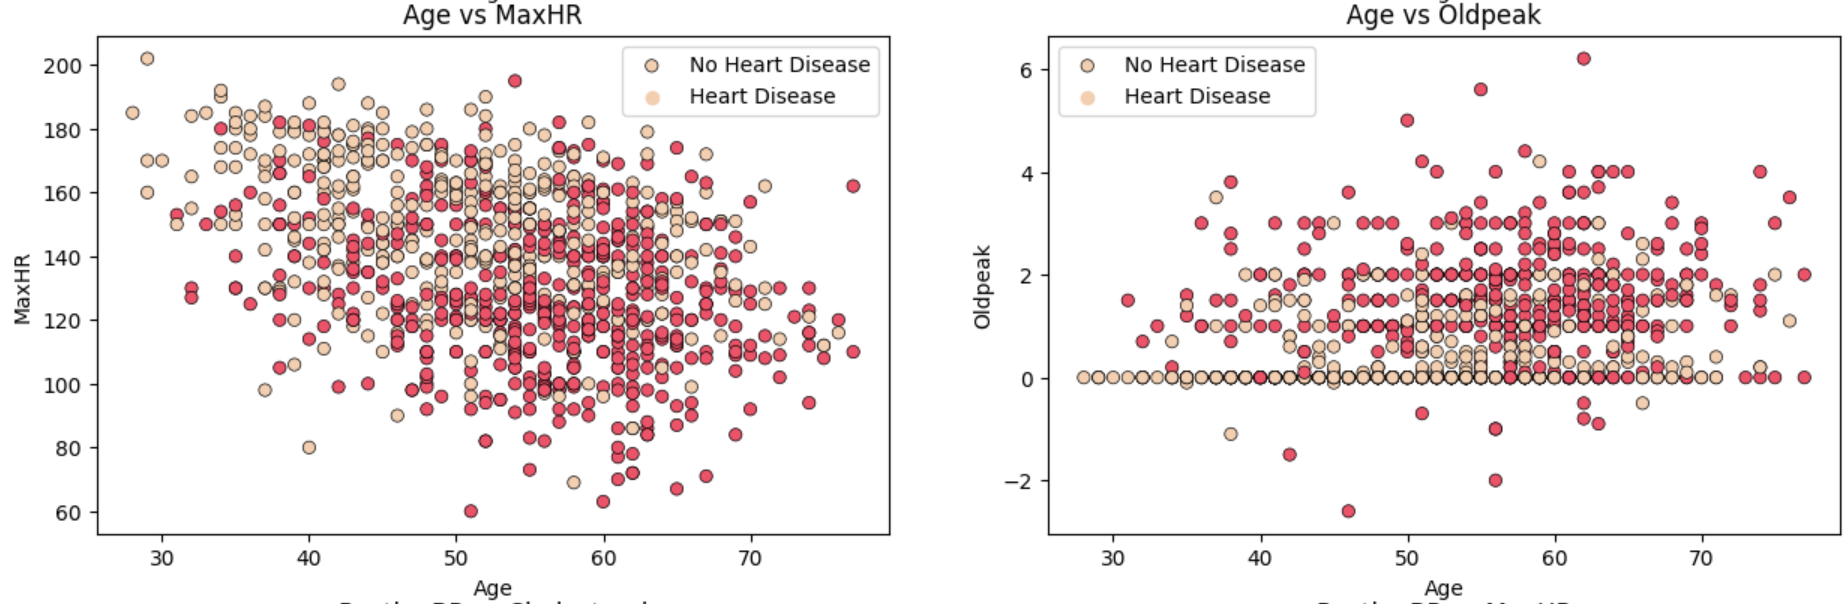 Age vs MaxHR
No Heart Disease
Heart Disease
MaxHR
200
180
160
140
120
100
80
60
30 40 50 60 70
Age
Age vs Oldpeak
No Heart Disease
Heart Disease
Oldpeak
6
4
2
0
−2
30 40 50 60 70
Age